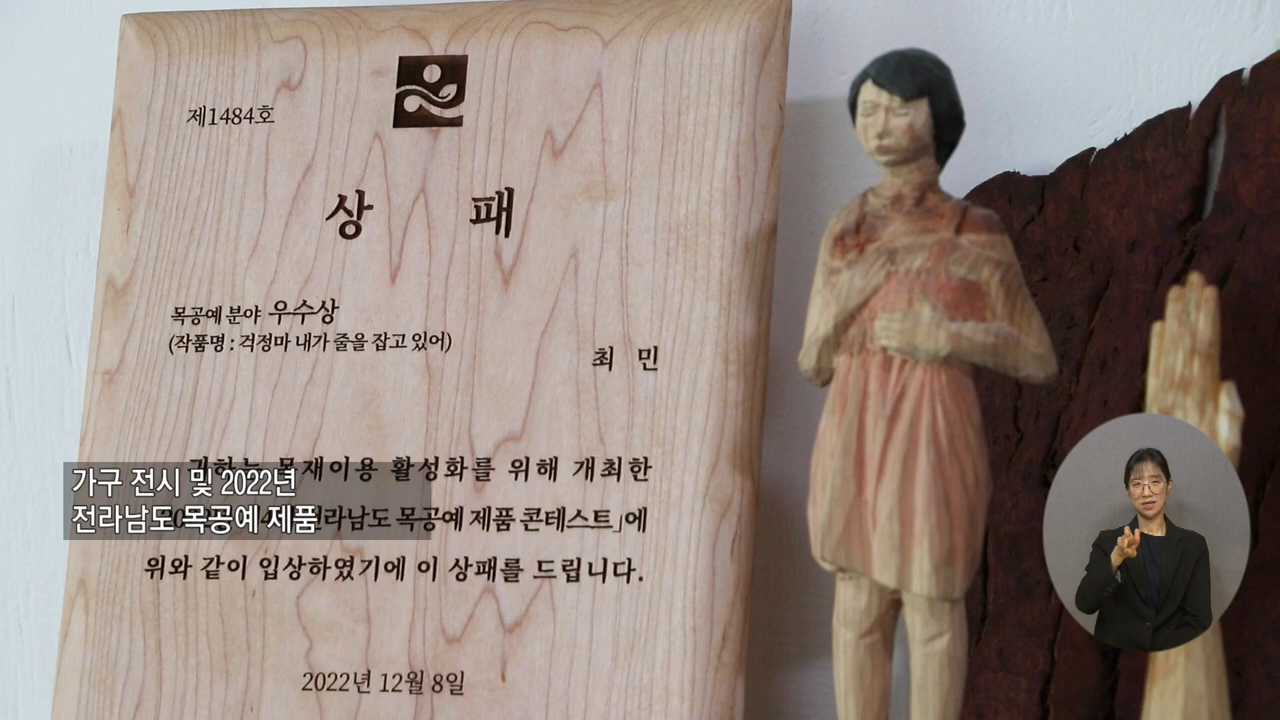 제1484호
상 패
목공예 분야 우수상
(작품명 : 걱정마 내가 줄을 잡고 있어)
최 민
목재이용 활성화를 위해 개최한
전라남도 목공예 제품 콘테스트」에
위와 같이 입상하였기에 이 상패를 드립니다.
2022년 12월 8일
가구 전시 및 2022년
전라남도 목공예 제품